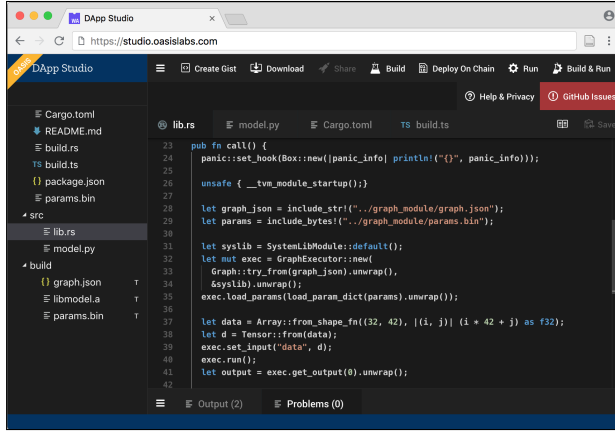 DApp Studio
https://studio.oasislabs.com
OASIS
DApp Studio
Create Gist
Download
Share
Build
Deploy On Chain
Run
Build & Run
Help & Privacy
GitHub Issues
Cargo.toml
README.md
build.rs
TS build.ts
{} package.json
params.bin
src
lib.rs
model.py
build
{} graph.json T
libmodel.a T
params.bin T
lib.rs
model.py
Cargo.toml
TS build.ts
Save
23 pub fn call() {
24 panic::set_hook(Box::new(|panic_info| println!("{}", panic_info)));
25
26 unsafe { __tvm_module_startup();}
27
28 let graph_json = include_str!("../graph_module/graph.json");
29 let params = include_bytes!("../graph_module/params.bin");
30
31 let syslib = SystemLibModule::default();
32 let mut exec = GraphExecutor::new(
33 Graph::try_from(graph_json).unwrap(),
34 &syslib).unwrap();
35 exec.load_params(load_param_dict(params).unwrap());
36
37 let data = Array::from_shape_fn((32, 42), |(i, j)| (i * 42 + j) as f32);
38 let d = Tensor::from(data);
39 exec.set_input("data", d);
40 exec.run();
41 let output = exec.get_output(0).unwrap();
42
Output (2)
Problems (0)